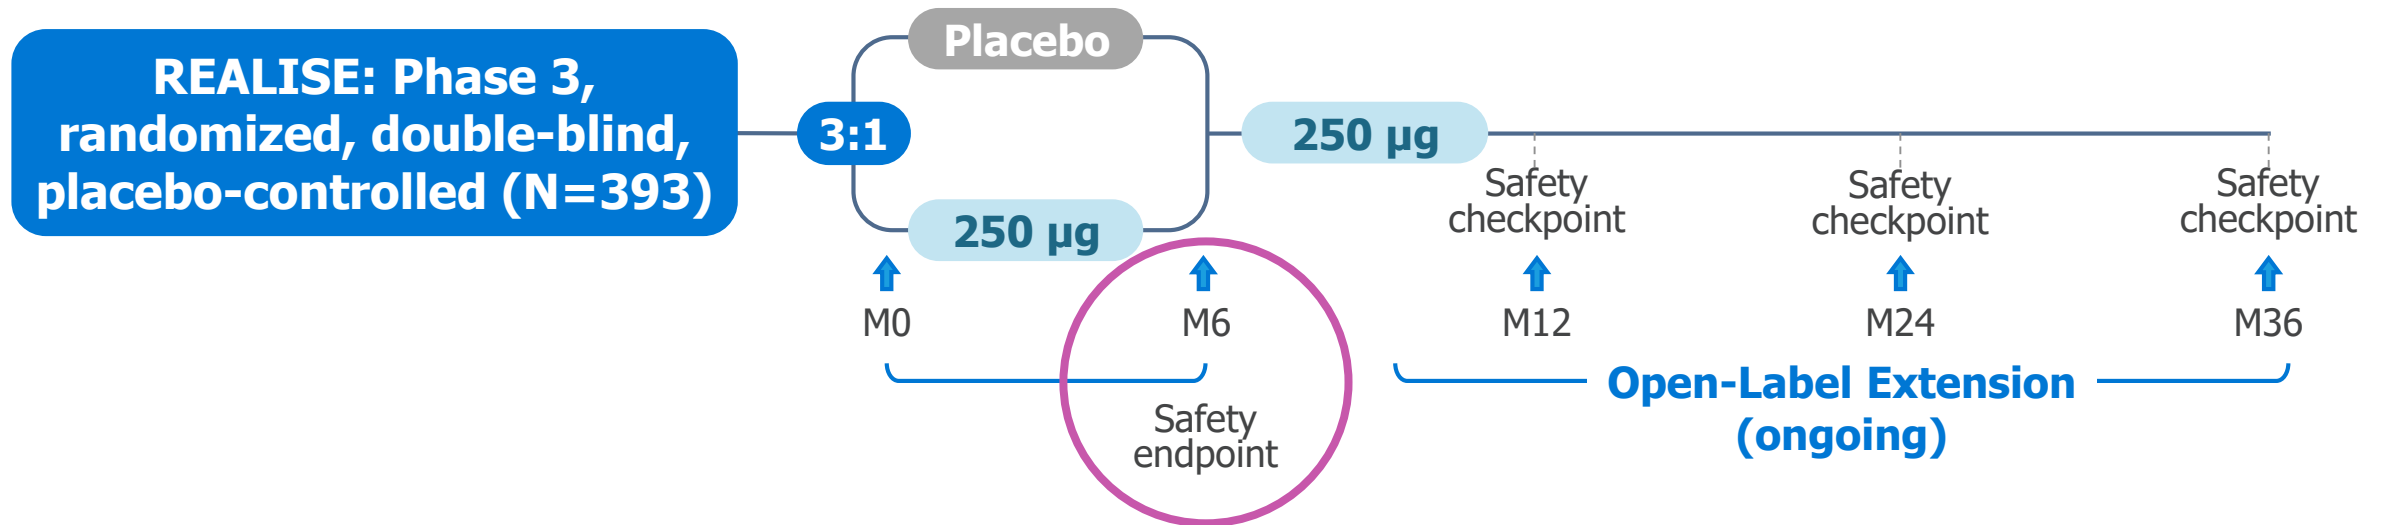 REALISE: Phase 3,
randomized, double-blind,
placebo-controlled (N=393)
3:1
Placebo
250 µg
250 µg
Safety
checkpoint
Safety
checkpoint
Safety
checkpoint
M0
M6
M12
M24
M36
Safety
endpoint
Open-Label Extension
(ongoing)